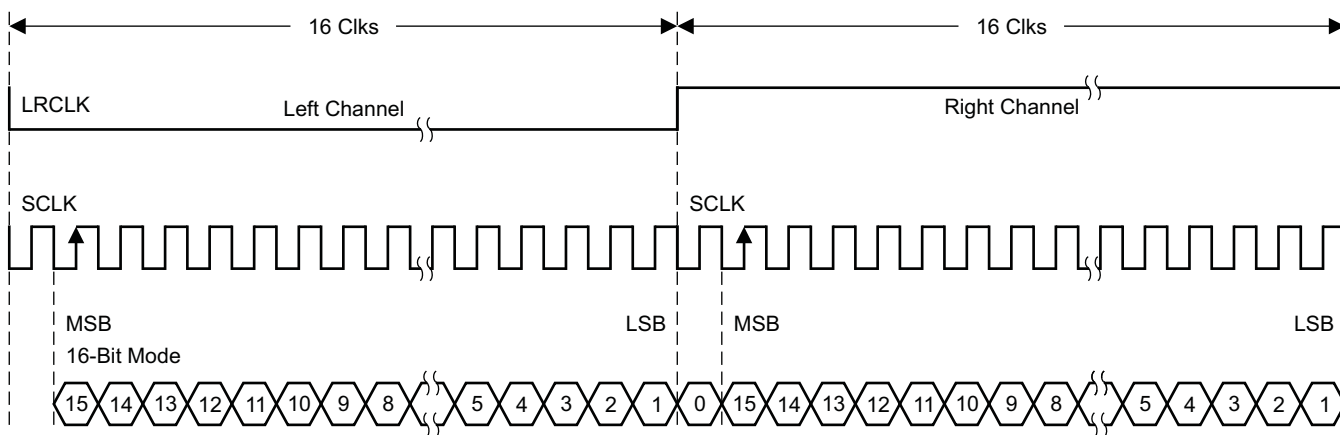 16 Clks 16 Clks
LRCLK Left Channel Right Channel
SCLK SCLK
MSB LSB MSB LSB
16-Bit Mode
15 14 13 12 11 10 9 8 5 4 3 2 1 0 15 14 13 12 11 10 9 8 5 4 3 2 1